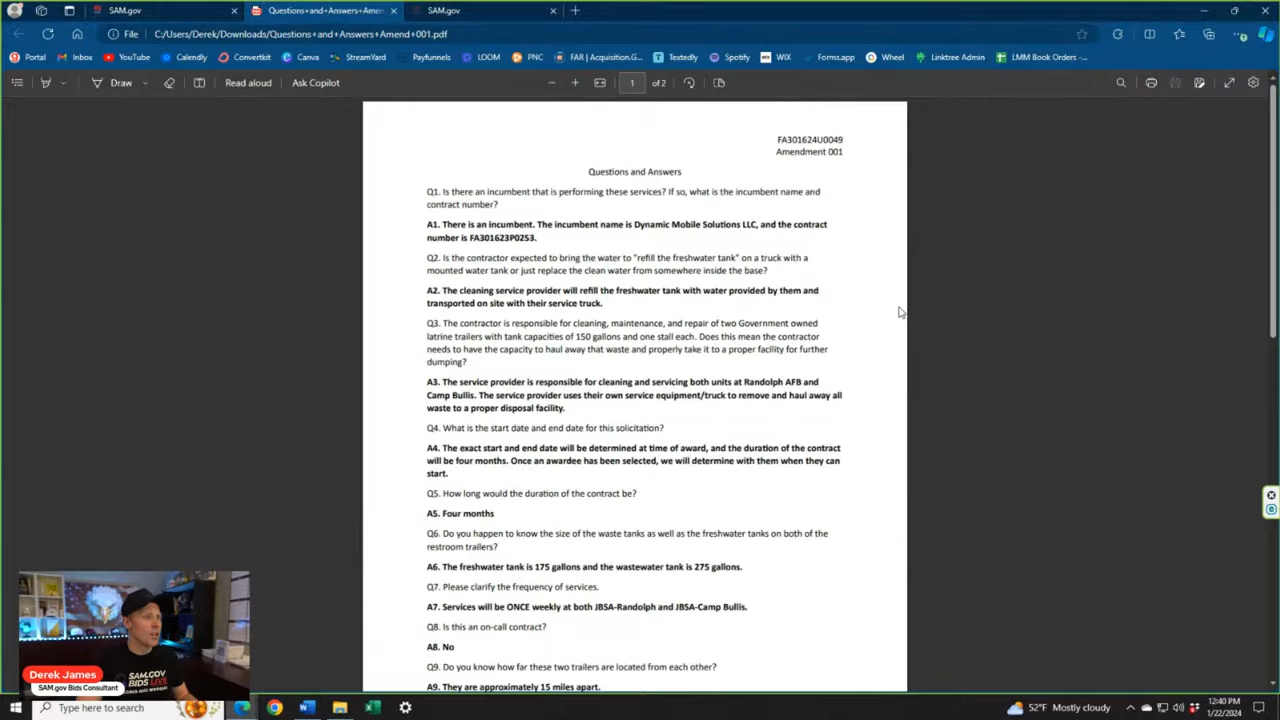 SAM.gov
Questions+and+Answers+Amen
SAM.gov
File
C:/Users/Derek/Downloads/Questions+and+Answers+Amend+001.pdf
Portal
Inbox
YouTube
Calendly
Convertkit
Canva
StreamYard
Payfunnels
LOOM
PNC
FAR | Acquisition.G...
Textedly
Spotify
WIX
Forms.app
Wheel
Linktree Admin
LMM Book Orders -...
Draw
Read aloud
Ask Copilot
1
of 2
FA301624U0049
Amendment 001
Questions and Answers
Q1. Is there an incumbent that is performing these services? If so, what is the incumbent name and
contract number?
A1. There is an incumbent. The incumbent name is Dynamic Mobile Solutions LLC, and the contract
number is FA301623P0253.
Q2. Is the contractor expected to bring the water to "refill the freshwater tank" on a truck with a
mounted water tank or just replace the clean water from somewhere inside the base?
A2. The cleaning service provider will refill the freshwater tank with water provided by them and
transported on site with their service truck.
Q3. The contractor is responsible for cleaning, maintenance, and repair of two Government owned
latrine trailers with tank capacities of 150 gallons and one stall each. Does this mean the contractor
needs to have the capacity to haul away that waste and properly take it to a proper facility for further
dumping?
A3. The service provider is responsible for cleaning and servicing both units at Randolph AFB and
Camp Bullis. The service provider uses their own service equipment/truck to remove and haul away all
waste to a proper disposal facility.
Q4. What is the start date and end date for this solicitation?
A4. The exact start and end date will be determined at time of award, and the duration of the contract
will be four months. Once an awardee has been selected, we will determine with them when they can
start.
Q5. How long would the duration of the contract be?
A5. Four months
Q6. Do you happen to know the size of the waste tanks as well as the freshwater tanks on both of the
restroom trailers?
A6. The freshwater tank is 175 gallons and the wastewater tank is 275 gallons.
Q7. Please clarify the frequency of services.
A7. Services will be ONCE weekly at both JBSA-Randolph and JBSA-Camp Bullis.
Q8. Is this an on-call contract?
A8. No
Q9. Do you know how far these two trailers are located from each other?
A9. They are approximately 15 miles apart.
SAM.GOV
BIDS LIVE
Derek James
SAM.gov Bids Consultant
Type here to search
52°F Mostly cloudy
12:40 PM
1/22/2024